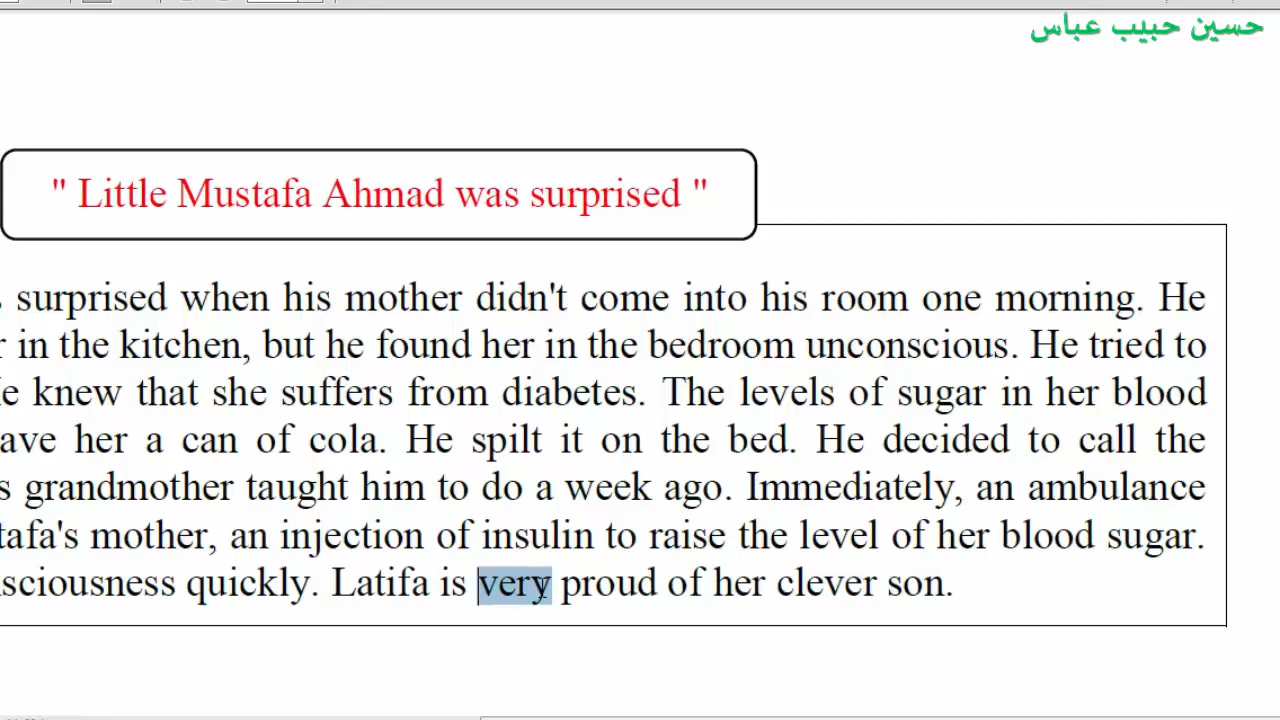 حسين حبيب عباس
" Little Mustafa Ahmad was surprised "
surprised when his mother didn't come into his room one morning. He
in the kitchen, but he found her in the bedroom unconscious. He tried to
knew that she suffers from diabetes. The levels of sugar in her blood
her a can of cola. He spilt it on the bed. He decided to call the
grandmother taught him to do a week ago. Immediately, an ambulance
mother, an injection of insulin to raise the level of her blood sugar.
quickly. Latifa is very proud of her clever son.